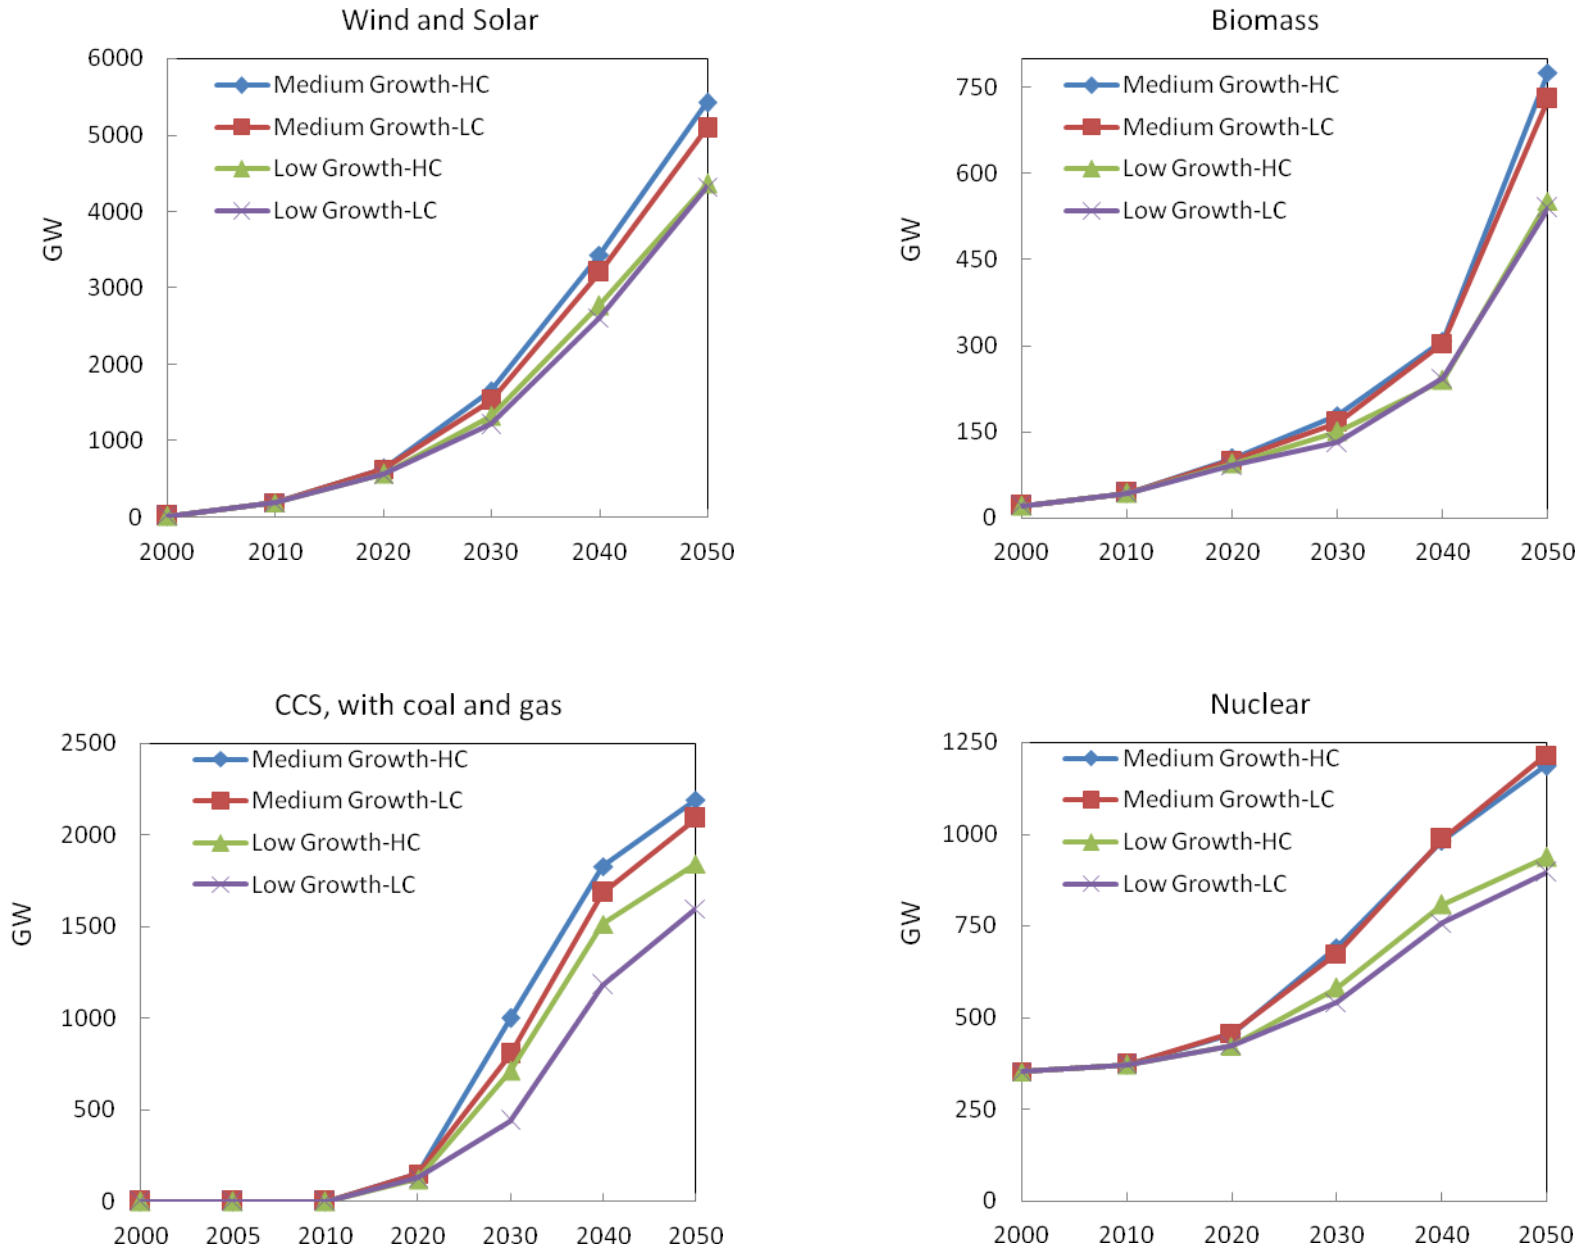 Wind and Solar
6000
5000
4000
3000
2000
1000
0
GW
Medium Growth-HC
Medium Growth-LC
Low Growth-HC
Low Growth-LC
2000 2010 2020 2030 2040 2050
Biomass
750
600
450
300
150
0
GW
Medium Growth-HC
Medium Growth-LC
Low Growth-HC
Low Growth-LC
2000 2010 2020 2030 2040 2050
CCS, with coal and gas
2500
2000
1500
1000
500
0
GW
Medium Growth-HC
Medium Growth-LC
Low Growth-HC
Low Growth-LC
2000 2005 2010 2020 2030 2040 2050
Nuclear
1250
1000
750
500
250
0
GW
Medium Growth-HC
Medium Growth-LC
Low Growth-HC
Low Growth-LC
2000 2010 2020 2030 2040 2050